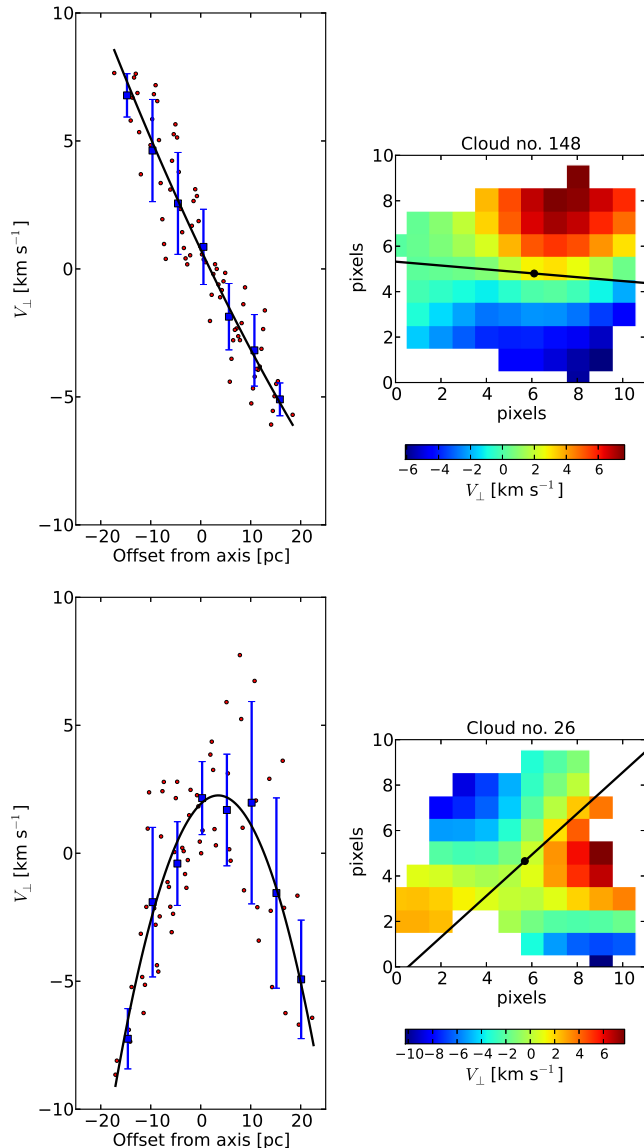 10
5
0
−5
−10
V⊥ [km s⁻¹]
−20 −10 0 10 20
Offset from axis [pc]
Cloud no. 148
10
8
6
4
2
0
pixels
0 2 4 6 8 10
pixels
−6 −4 −2 0 2 4 6
V⊥ [km s⁻¹]
10
5
0
−5
−10
V⊥ [km s⁻¹]
−20 −10 0 10 20
Offset from axis [pc]
Cloud no. 26
10
8
6
4
2
0
pixels
0 2 4 6 8 10
pixels
−10 −8 −6 −4 −2 0 2 4 6
V⊥ [km s⁻¹]